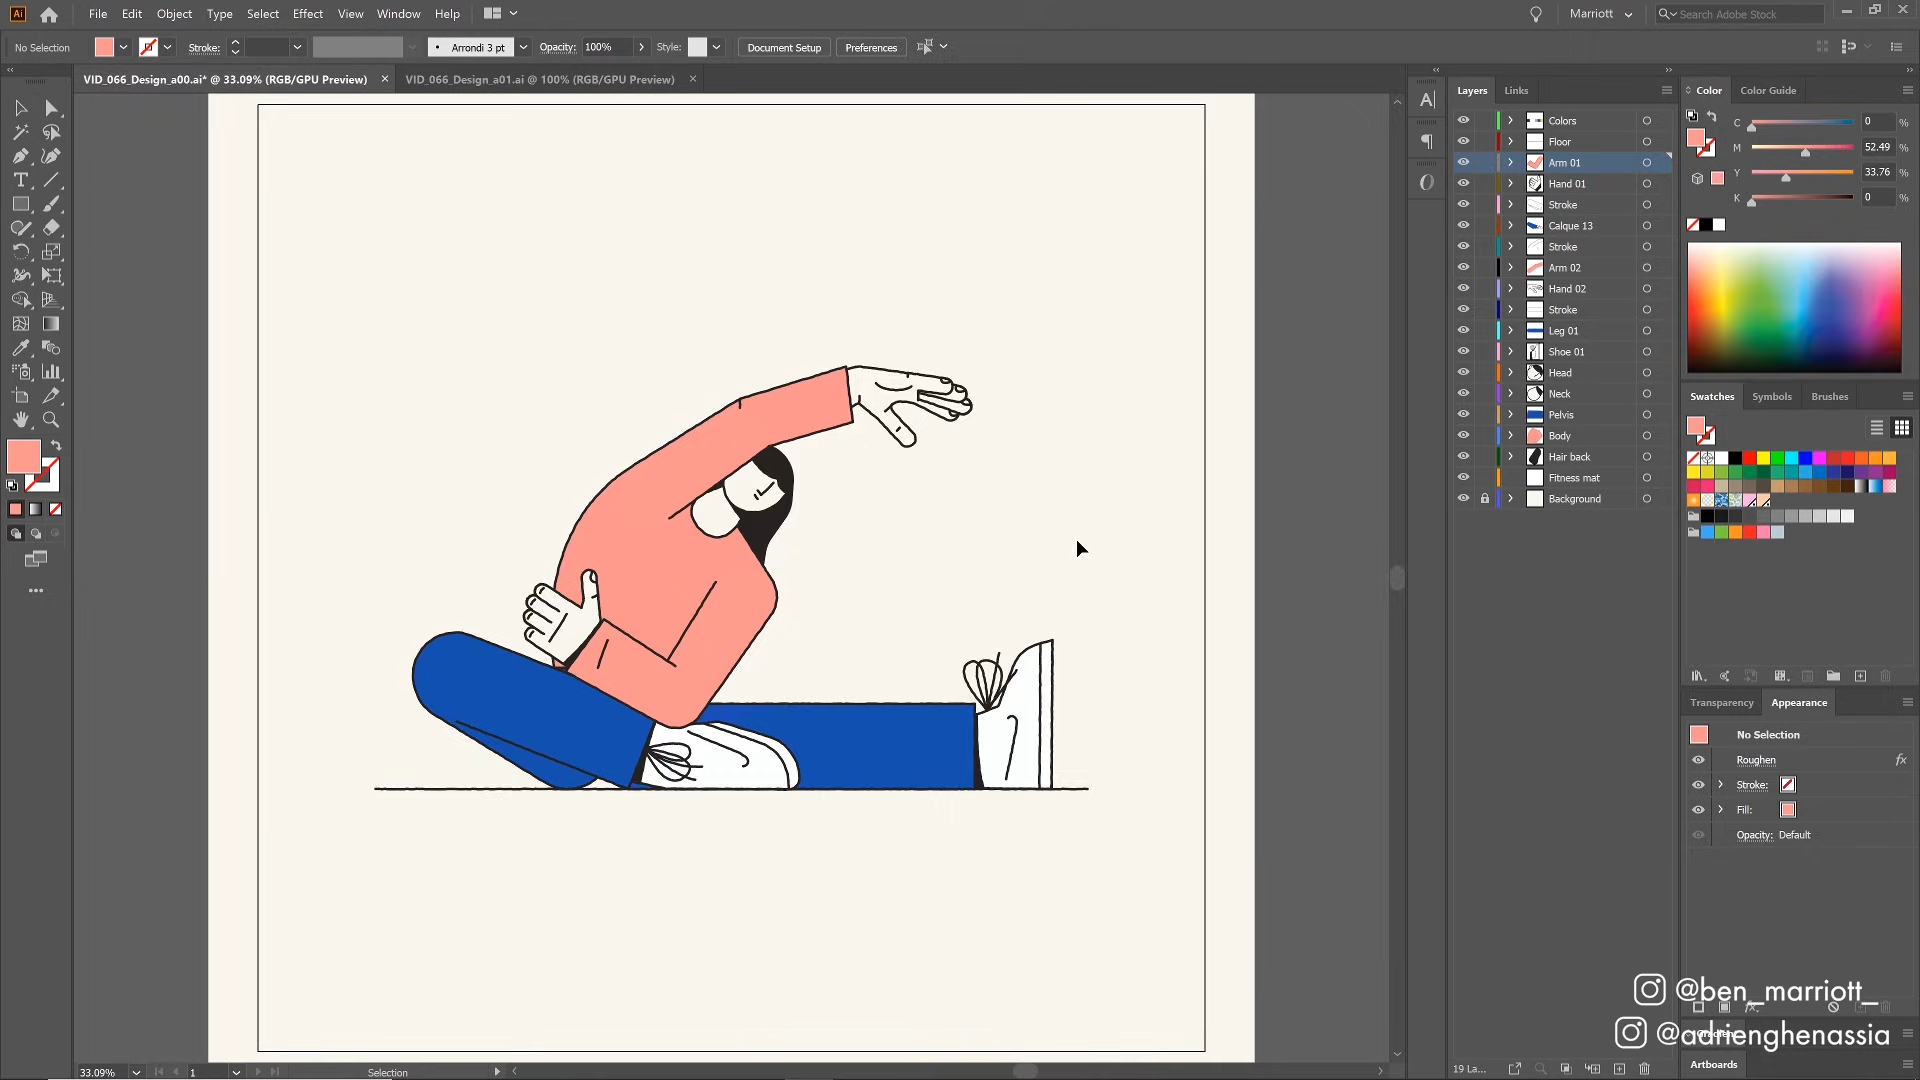 Ai File Edit Object Type Select Effect View Window Help Marriott Search Adobe Stock
No Selection Stroke: Arrondi 3 pt Opacity: 100% Style: Document Setup Preferences
VID_066_Design_a00.ai* @ 33.09% (RGB/GPU Preview) × VID_066_Design_a01.ai @ 100% (RGB/GPU Preview) ×
Layers Links
Colors
Floor
Arm 01
Hand 01
Stroke
Calque 13
Stroke
Arm 02
Hand 02
Stroke
Leg 01
Shoe 01
Head
Neck
Pelvis
Body
Hair back
Fitness mat
Background
19 La...
Color Color Guide
C 0 %
M 52.49 %
Y 33.76 %
K 0 %
Swatches Symbols Brushes
Transparency Appearance
No Selection
Roughen fx
Stroke:
Fill:
Opacity: Default
@ben_marriott_
@adrienghenassia
Artboards
33.09% 1 Selection